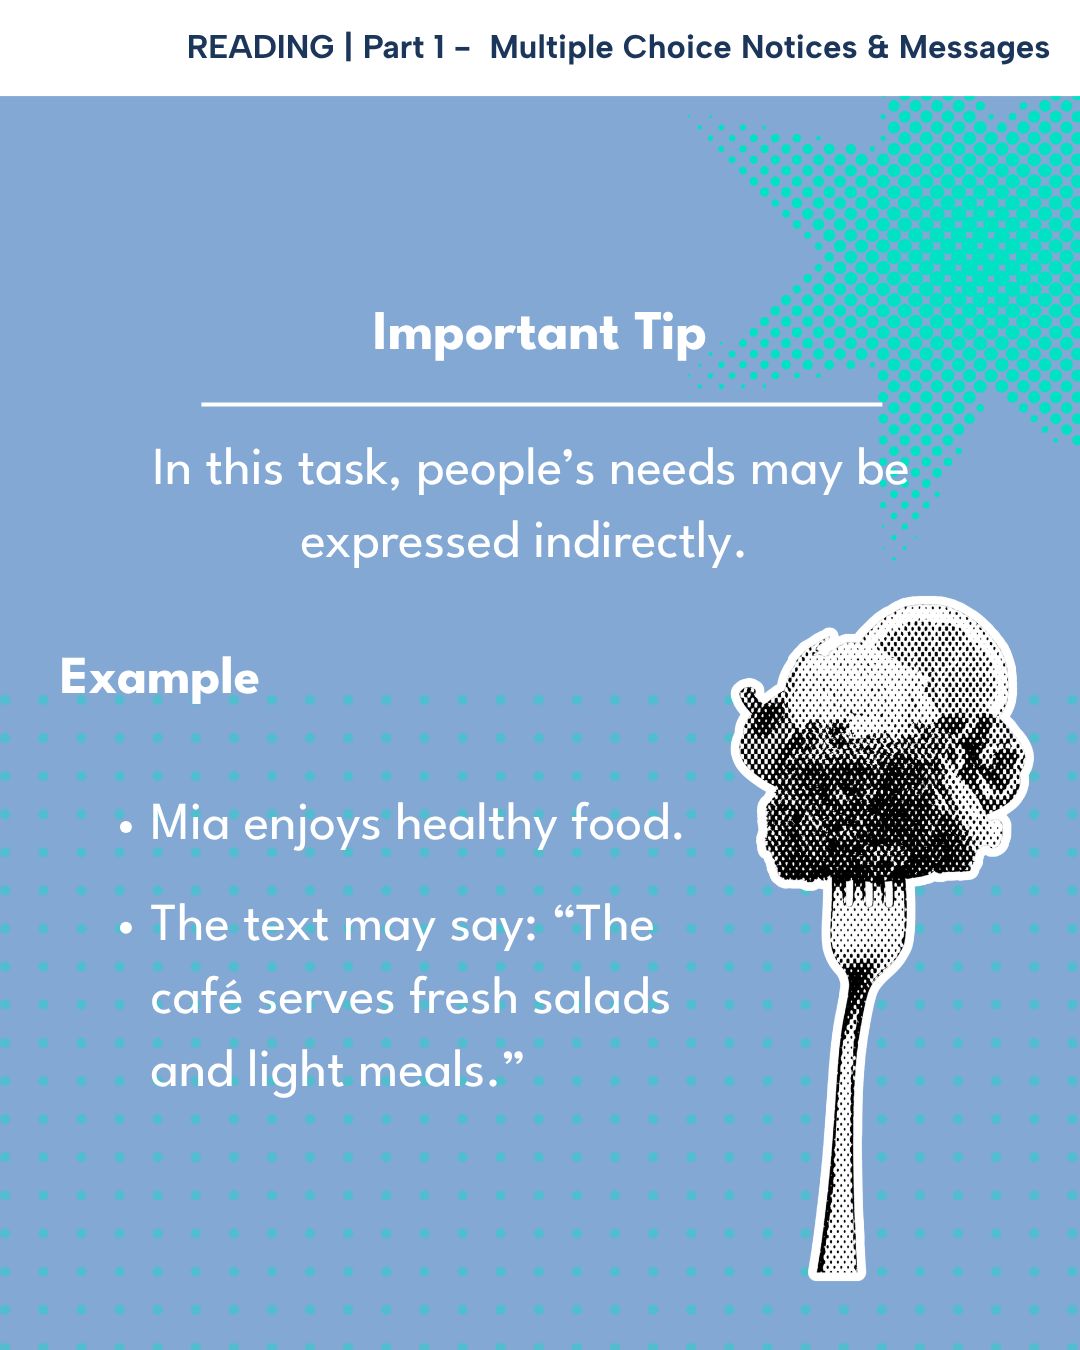 READING | Part 1 – Multiple Choice Notices & Messages
Important Tip
In this task, people’s needs may be
expressed indirectly.
Example
• Mia enjoys healthy food.
• The text may say: “The
café serves fresh salads
and light meals.”